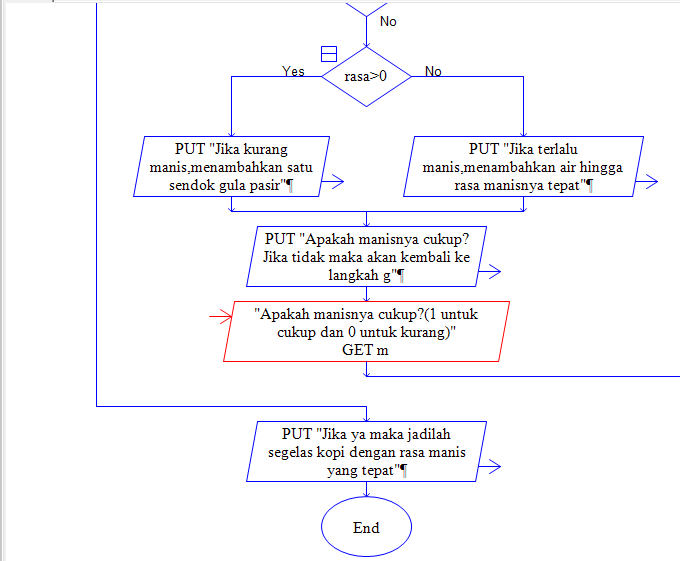 No
Yes
rasa>0
No
PUT "Jika kurang
manis,menambahkan satu
sendok gula pasir"¶
PUT "Jika terlalu
manis,menambahkan air hingga
rasa manisnya tepat"¶
PUT "Apakah manisnya cukup?
Jika tidak maka akan kembali ke
langkah g"¶
"Apakah manisnya cukup?(1 untuk
cukup dan 0 untuk kurang)"
GET m
PUT "Jika ya maka jadilah
segelas kopi dengan rasa manis
yang tepat"¶
End